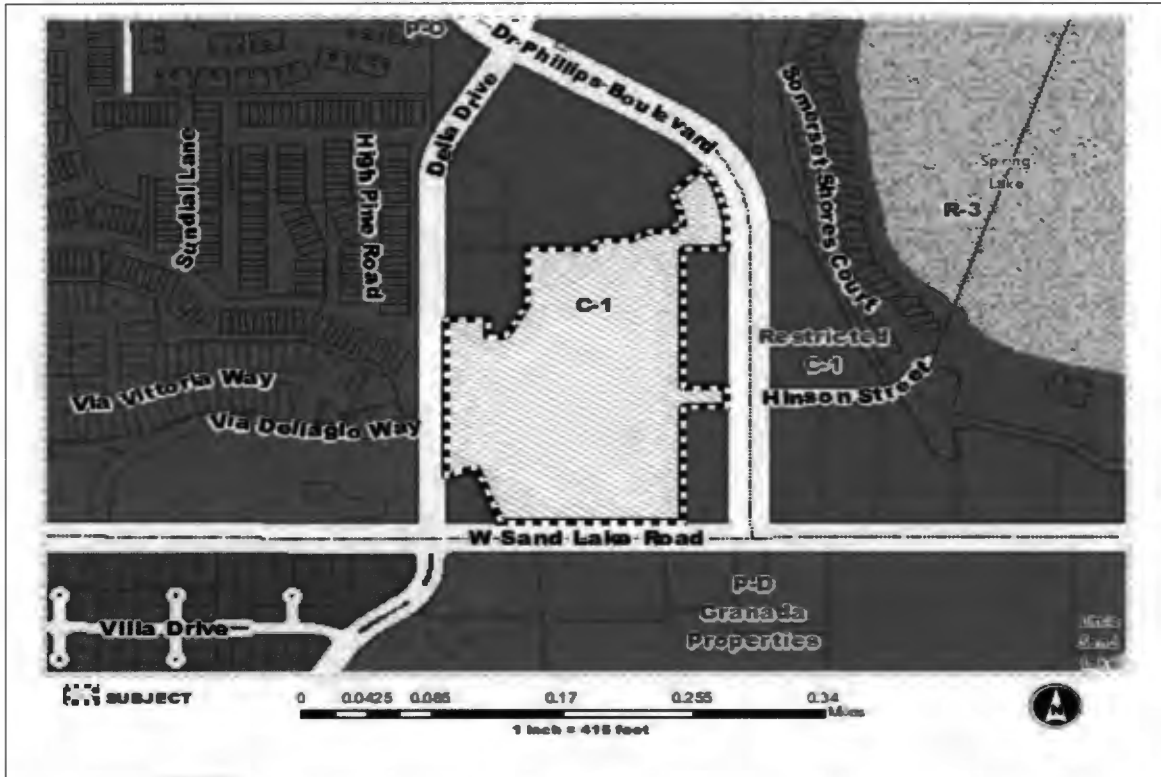 P-D
Dr Phillips Boulevard
Della Drive
Sundial Lane
High Pine Road
Somerset Shores Court
Spring
Lake
R-3
C-1
Restricted
C-1
Hinson Street
Via Vittoria Way
Via Dellagio Way
W Sand Lake Road
P-D
Granada
Properties
Villa Drive
SUBJECT
0 0.0425 0.085 0.17 0.255 0.34
Miles
1 inch = 415 feet
N